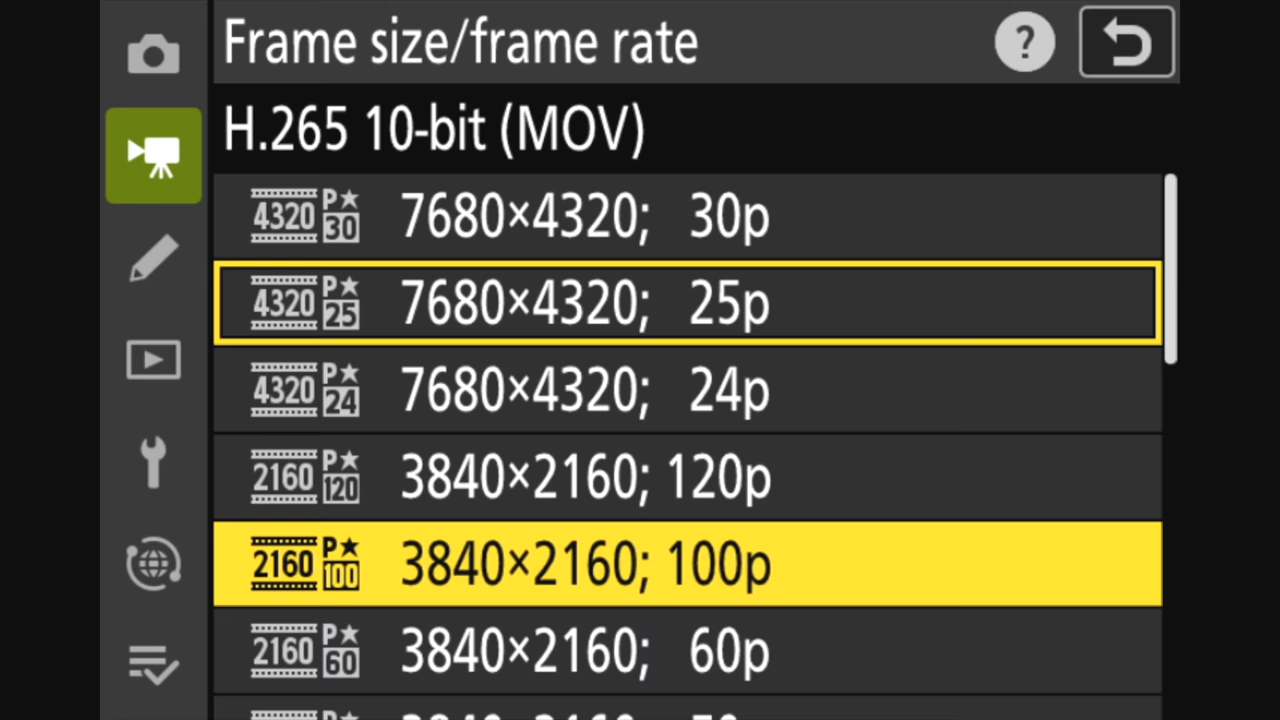 Frame size/frame rate
?
H.265 10-bit (MOV)
4320 P★ 30 7680×4320; 30p
4320 P★ 25 7680×4320; 25p
4320 P★ 24 7680×4320; 24p
2160 P★ 120 3840×2160; 120p
2160 P★ 100 3840×2160; 100p
2160 P★ 60 3840×2160; 60p